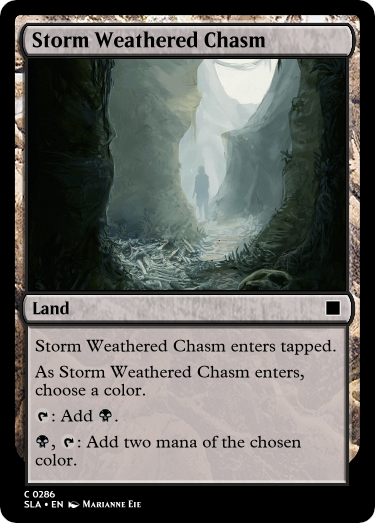 Storm Weathered Chasm
Land
Storm Weathered Chasm enters tapped.
As Storm Weathered Chasm enters,
choose a color.
: Add .
, : Add two mana of the chosen
color.
C 0286
SLA • EN Marianne Eie